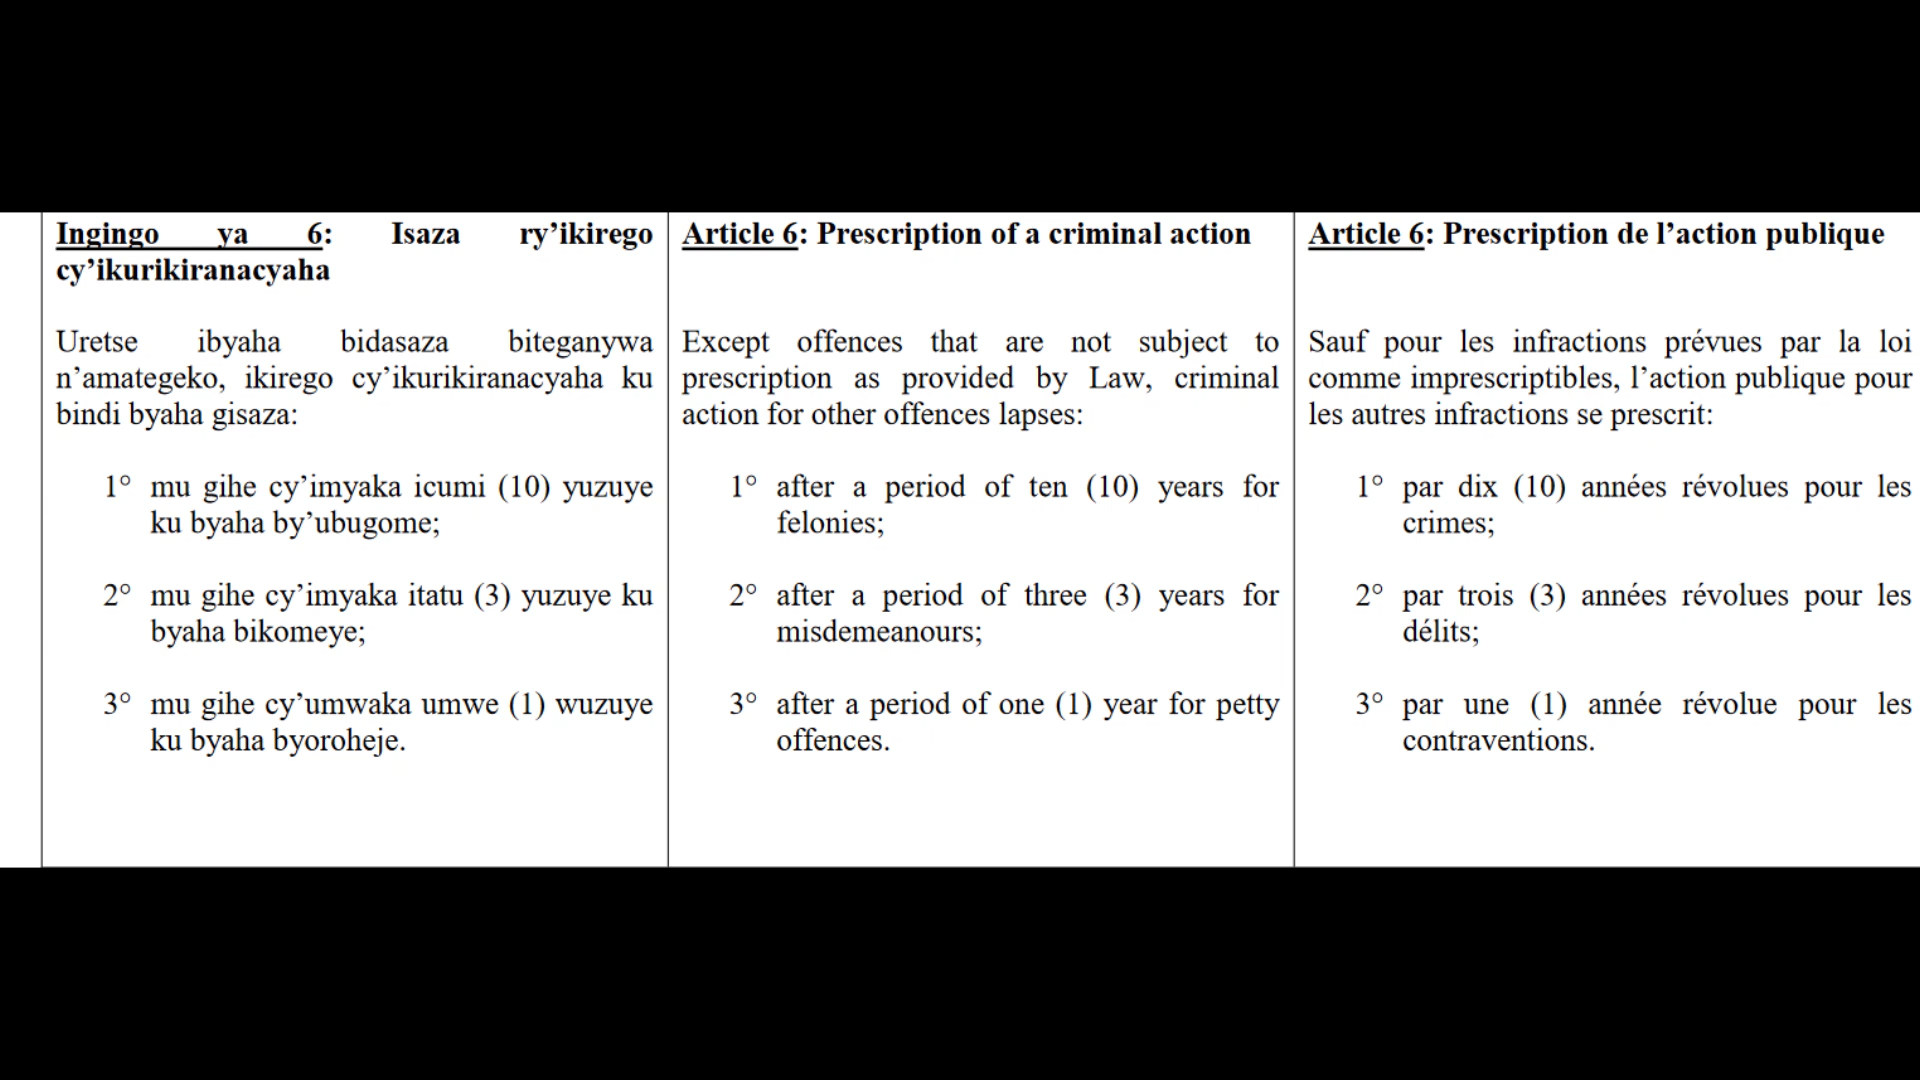 Ingingo ya 6: Isaza ry’ikirego
cy’ikurikiranacyaha
Uretse ibyaha bidasaza biteganywa
n’amategeko, ikirego cy’ikurikiranacyaha ku
bindi byaha gisaza:
1° mu gihe cy’imyaka icumi (10) yuzuye
ku byaha by’ubugome;
2° mu gihe cy’imyaka itatu (3) yuzuye ku
byaha bikomeye;
3° mu gihe cy’umwaka umwe (1) wuzuye
ku byaha byoroheje.
Article 6: Prescription of a criminal action
Except offences that are not subject to
prescription as provided by Law, criminal
action for other offences lapses:
1° after a period of ten (10) years for
felonies;
2° after a period of three (3) years for
misdemeanours;
3° after a period of one (1) year for petty
offences.
Article 6: Prescription de l’action publique
Sauf pour les infractions prévues par la loi
comme imprescriptibles, l’action publique pour
les autres infractions se prescrit:
1° par dix (10) années révolues pour les
crimes;
2° par trois (3) années révolues pour les
délits;
3° par une (1) année révolue pour les
contraventions.